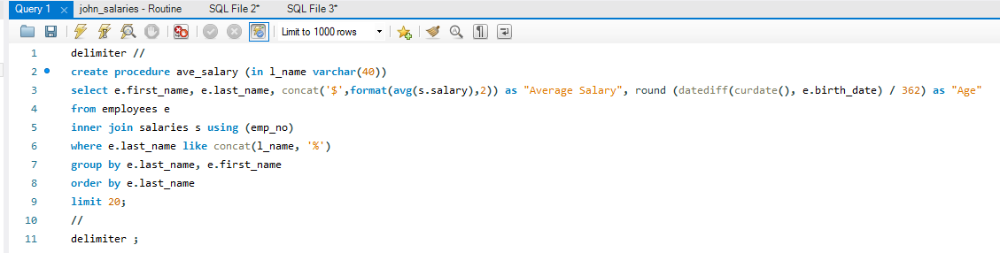 Query 1 × john_salaries - Routine SQL File 2* SQL File 3*
Limit to 1000 rows
1 delimiter //
2 create procedure ave_salary (in l_name varchar(40))
3 select e.first_name, e.last_name, concat('$',format(avg(s.salary),2)) as "Average Salary", round (datediff(curdate(), e.birth_date) / 362) as "Age"
4 from employees e
5 inner join salaries s using (emp_no)
6 where e.last_name like concat(l_name, '%')
7 group by e.last_name, e.first_name
8 order by e.last_name
9 limit 20;
10 //
11 delimiter ;